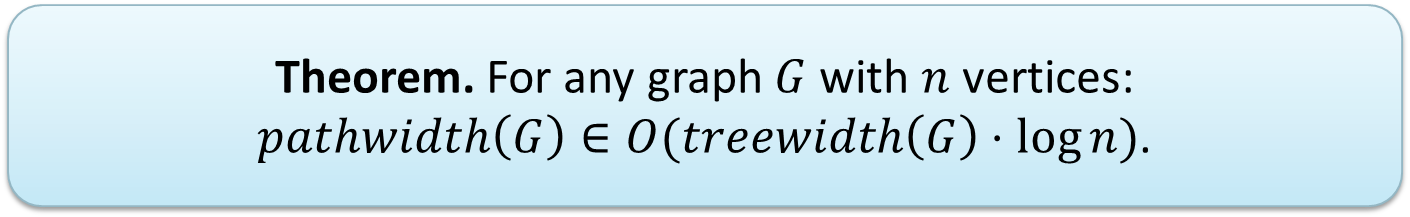 Theorem. For any graph G with n vertices:
pathwidth(G) ∈ O(treewidth(G) · log n).